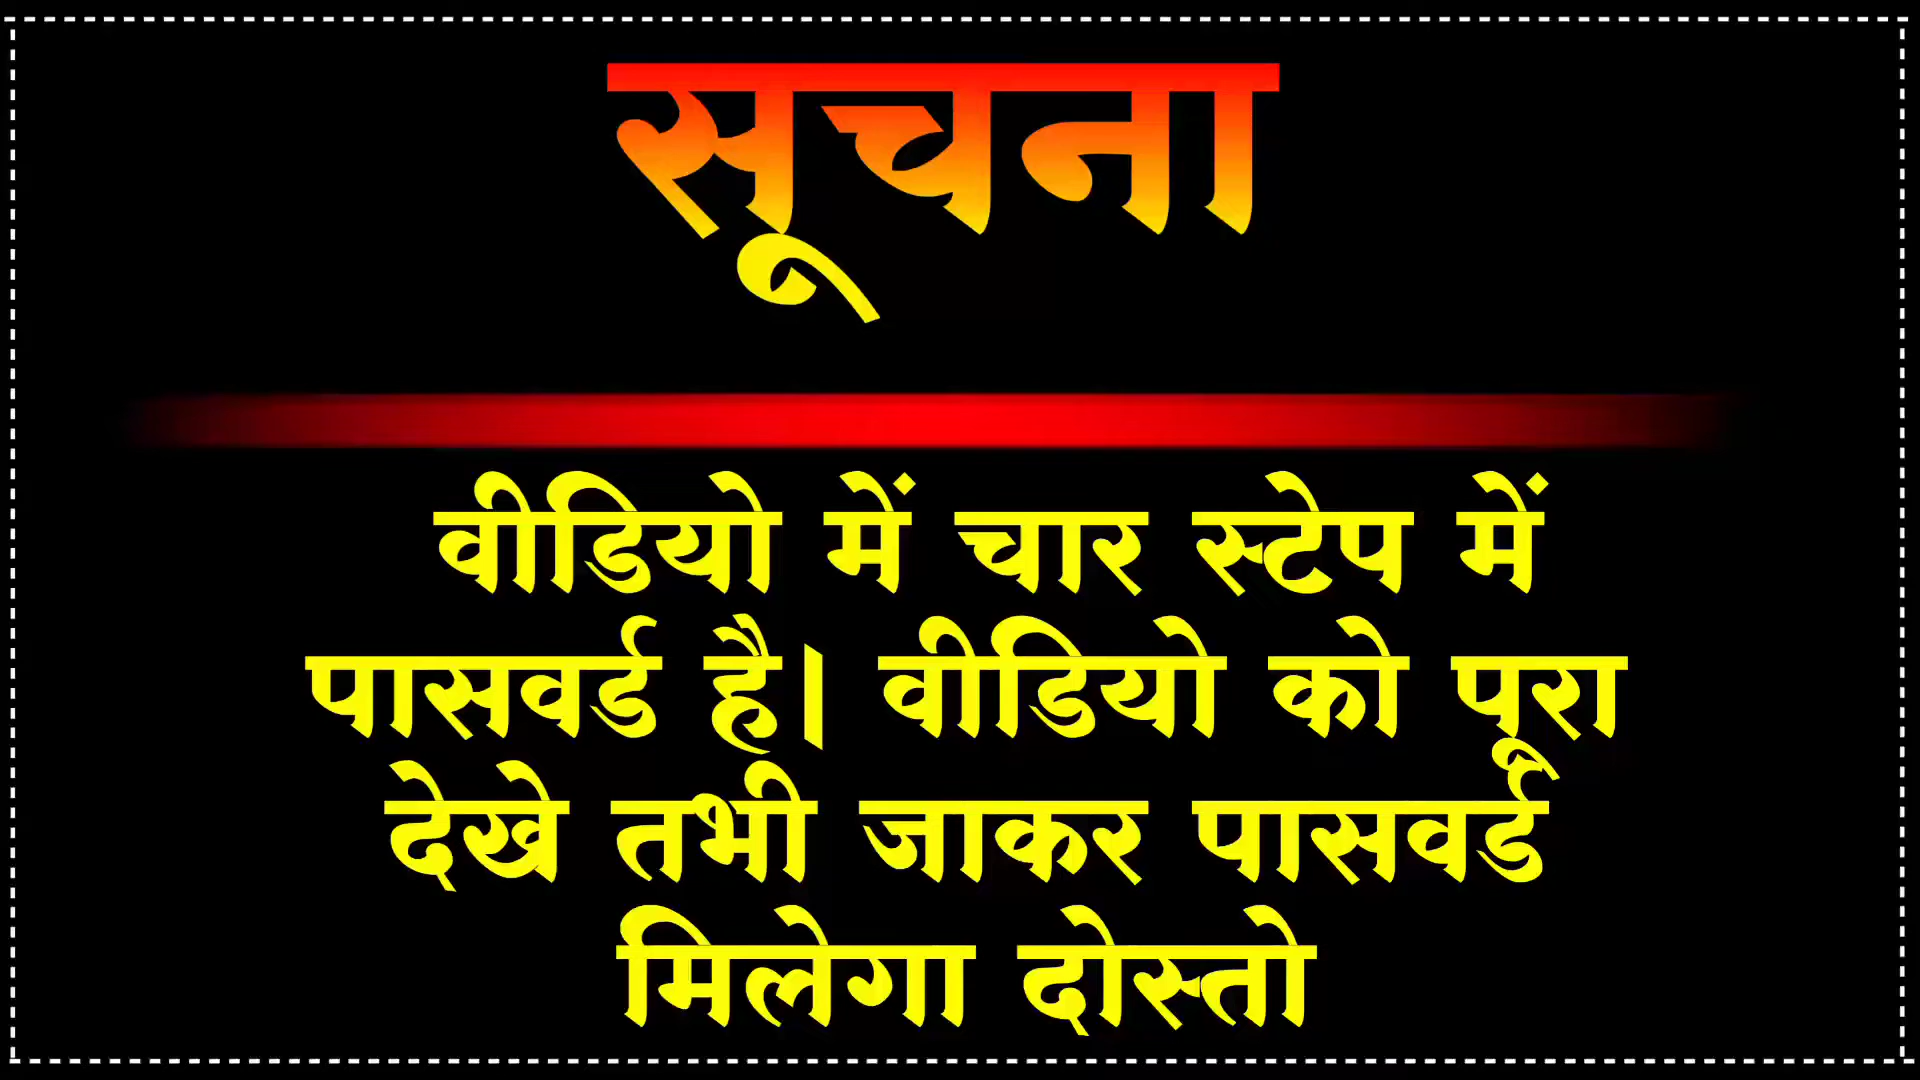 सूचना
वीडियो में चार स्टेप में
पासवर्ड है। वीडियो को पूरा
देखे तभी जाकर पासवर्ड
मिलेगा दोस्तो